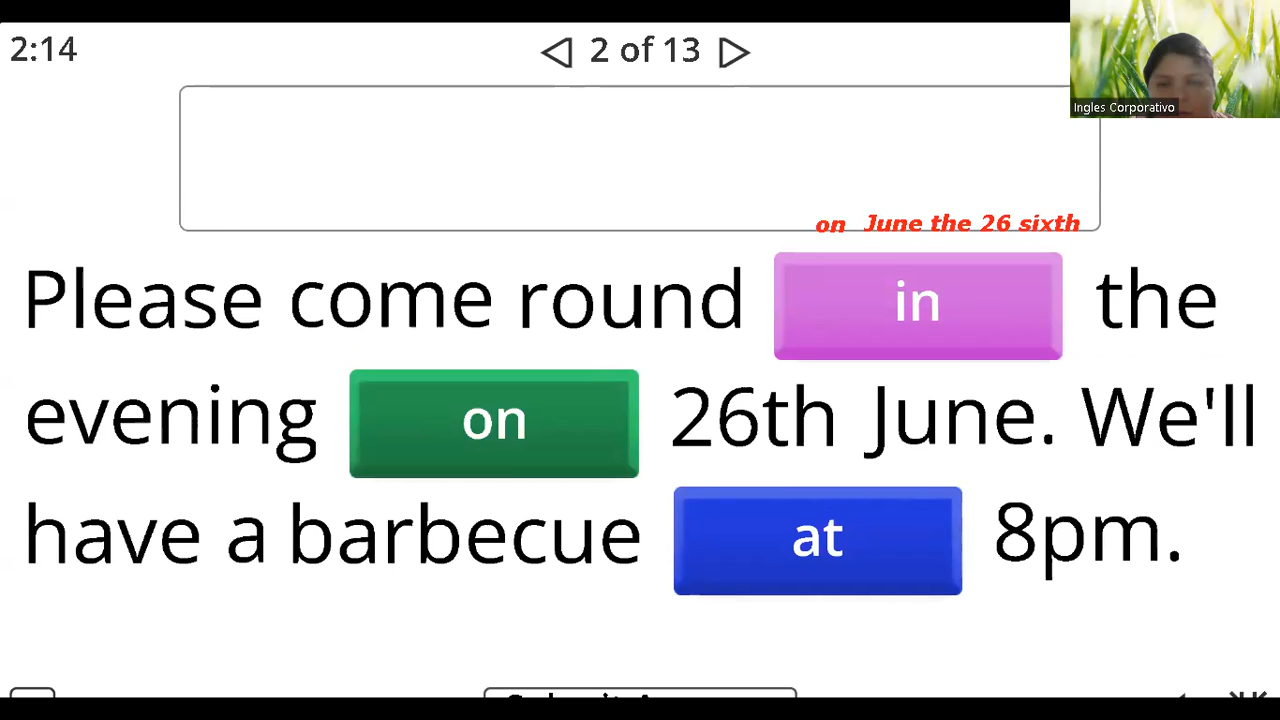 2:14
2 of 13
Ingles Corporativo
on June the 26 sixth
Please come round in the
evening on 26th June. We'll
have a barbecue at 8pm.